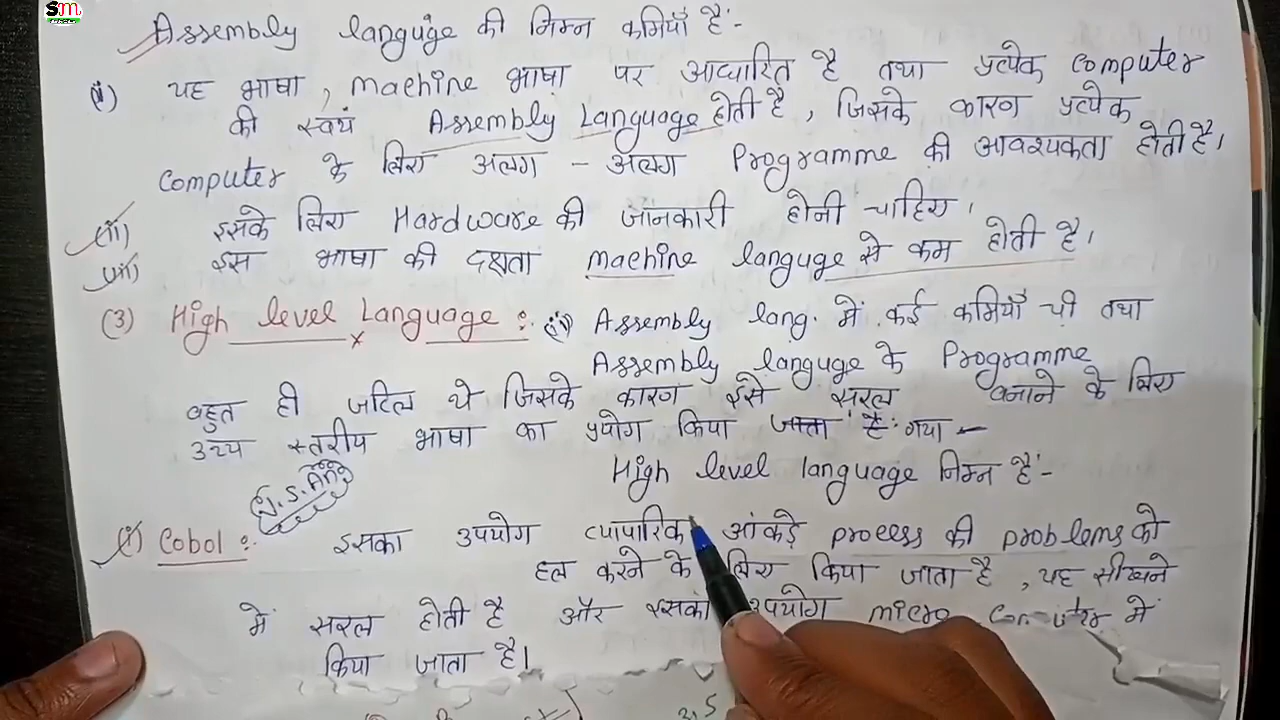 SM
Assembly language की निम्न कमियाँ हैं:-
(i) यह भाषा, machine भाषा पर आधारित है तथा प्रत्येक computer
की स्वयं Assembly Language होती है, जिसके कारण प्रत्येक
Computer के लिए अलग - अलग Programme की आवश्यकता होती है।
(ii) इसके लिए Hardware की जानकारी होनी चाहिए।
(iii) इस भाषा की दक्षता machine language से कम होती है।
(3) High level Language :- Assembly lang. में कई कमियाँ थी तथा
Assembly language के Programme
बहुत ही जटिल थे जिसके कारण इसे सरल बनाने के लिए
उच्च स्तरीय भाषा का प्रयोग किया जाता है गया -
High level language निम्न हैं:-
(i) Cobol :- इसका उपयोग व्यापारिक आंकड़े process की problems को
हल करने के लिए किया जाता है, यह सीखने
में सरल होती है और इसका उपयोग micro Computer में
किया जाता है।